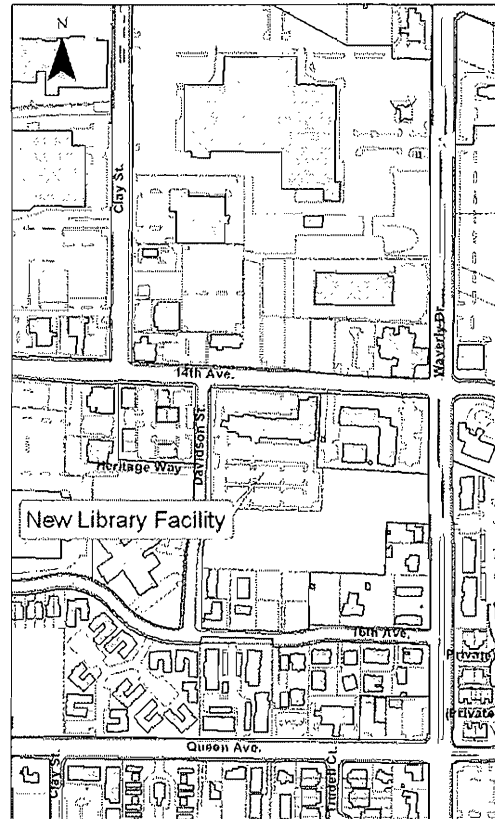 N
Clay St.
Waverly Dr.
14th Ave.
Davidson St.
Heritage Way
New Library Facility
16th Ave.
Private
(Private
Queen Ave.
Clay St.